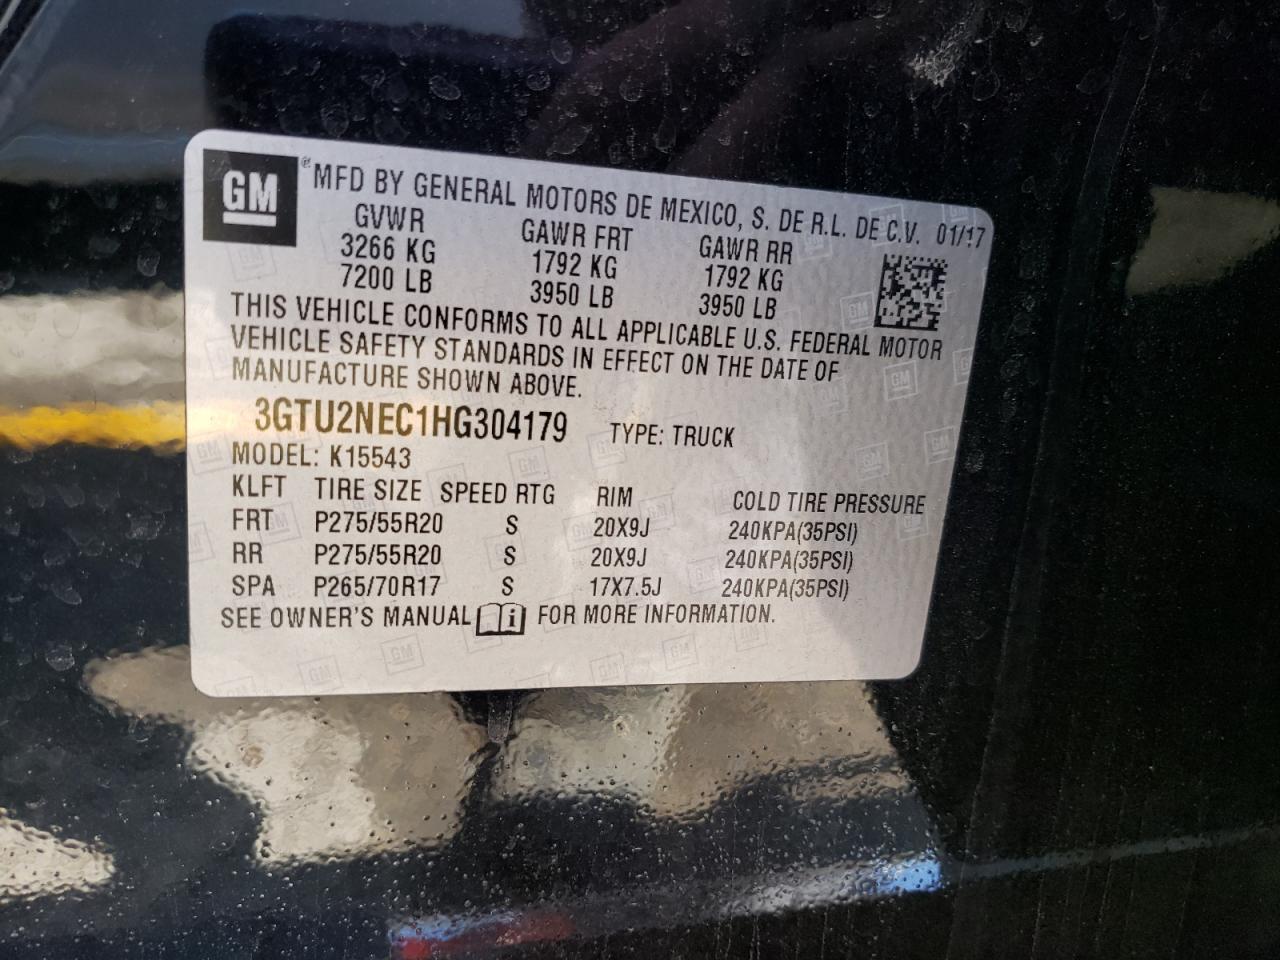 GM ® MFD BY GENERAL MOTORS DE MEXICO, S. DE R.L. DE C.V. 01/17
GVWR GAWR FRT GAWR RR
3266 KG 1792 KG 1792 KG
7200 LB 3950 LB 3950 LB
THIS VEHICLE CONFORMS TO ALL APPLICABLE U.S. FEDERAL MOTOR
VEHICLE SAFETY STANDARDS IN EFFECT ON THE DATE OF
MANUFACTURE SHOWN ABOVE.
3GTU2NEC1HG304179 TYPE: TRUCK
MODEL: K15543
KLFT TIRE SIZE SPEED RTG RIM COLD TIRE PRESSURE
FRT P275/55R20 S 20X9J 240KPA(35PSI)
RR P275/55R20 S 20X9J 240KPA(35PSI)
SPA P265/70R17 S 17X7.5J 240KPA(35PSI)
SEE OWNER'S MANUAL i FOR MORE INFORMATION.